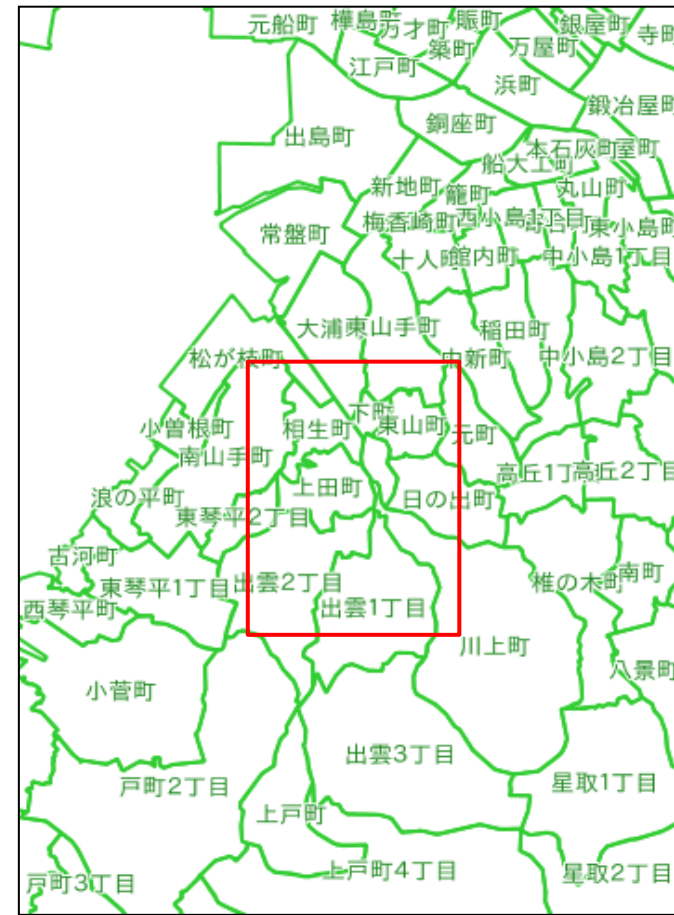 元船町
樺島町
万才町
賑町
築町
万屋町
銀屋町
寺町
江戸町
浜町
鍛冶屋町
銅座町
出島町
本石灰町
船大工町
丸山町
新地町
籠町
梅香崎町
西小島1丁目
東小島町
常盤町
十人町
館内町
中小島1丁目
大浦東山手町
稲田町
中新町
中小島2丁目
松が枝町
下町
小曽根町
相生町
東山町
元町
南山手町
高丘1丁目
高丘2丁目
上田町
日の出町
浪の平町
東琴平2丁目
古河町
東琴平1丁目
出雲2丁目
椎の木町
南町
西琴平町
出雲1丁目
川上町
八景町
小菅町
出雲3丁目
戸町2丁目
星取1丁目
上戸町
上戸町4丁目
星取2丁目
戸町3丁目